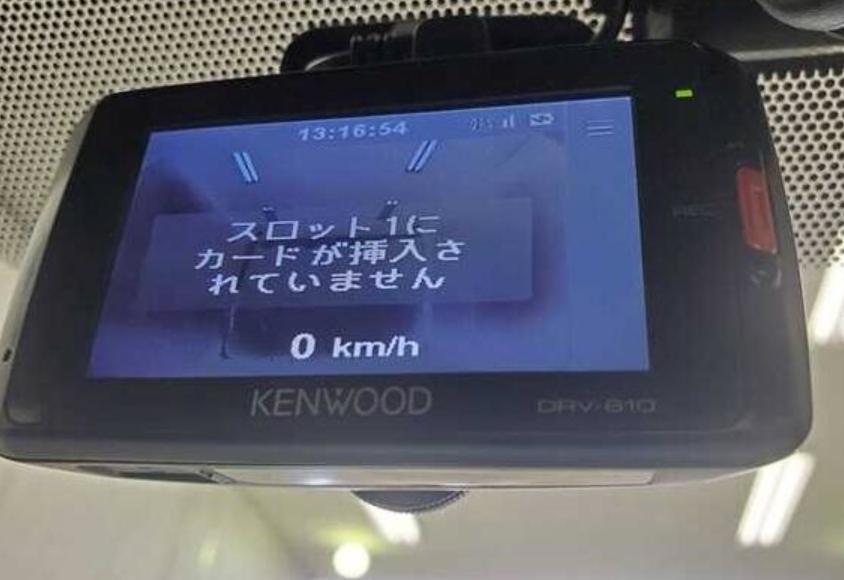 13:16:54
スロット1に
カードが挿入さ
れていません
0 km/h
REC
KENWOOD
DRV-610